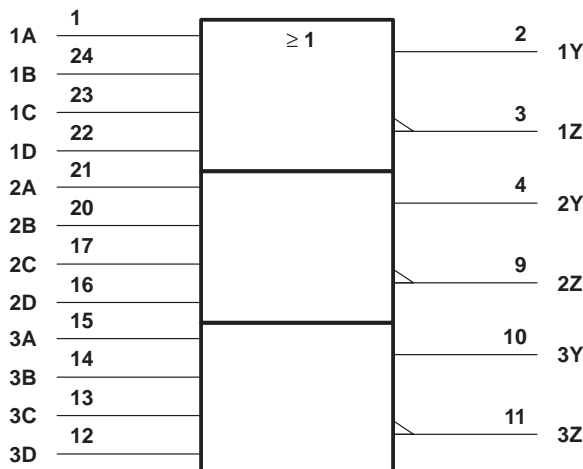 1A 1
1B 24
1C 23
1D 22
2A 21
2B 20
2C 17
2D 16
3A 15
3B 14
3C 13
3D 12
≥ 1
2 1Y
3 1Z
4 2Y
9 2Z
10 3Y
11 3Z